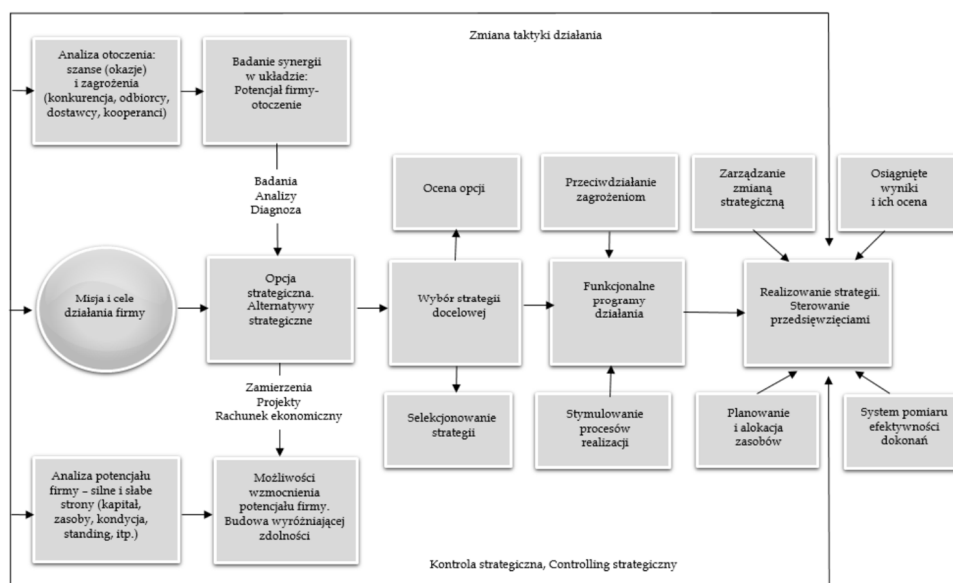 Zmiana taktyki działania
Analiza otoczenia:
szanse (okazje)
i zagrożenia
(konkurencja, odbiorcy,
dostawcy, kooperanci)
Badanie synergii
w układzie:
Potencjał firmy-
otoczenie
Badania
Analizy
Diagnoza
Ocena opcji
Przeciwdziałanie
zagrożeniom
Zarządzanie
zmianą
strategiczną
Osiągnięte
wyniki
i ich ocena
Misja i cele
działania firmy
Opcja
strategiczna.
Alternatywy
strategiczne
Wybór strategii
docelowej
Funkcjonalne
programy
działania
Realizowanie strategii.
Sterowanie
przedsięwzięciami
Zamierzenia
Projekty
Rachunek ekonomiczny
Selekcjonowanie
strategii
Stymulowanie
procesów
realizacji
Planowanie
i alokacja
zasobów
System pomiaru
efektywności
dokonań
Analiza potencjału
firmy – silne i słabe
strony (kapitał,
zasoby, kondycja,
standing, itp.)
Możliwości
wzmocnienia
potencjału firmy.
Budowa wyróżniającej
zdolności
Kontrola strategiczna, Controlling strategiczny